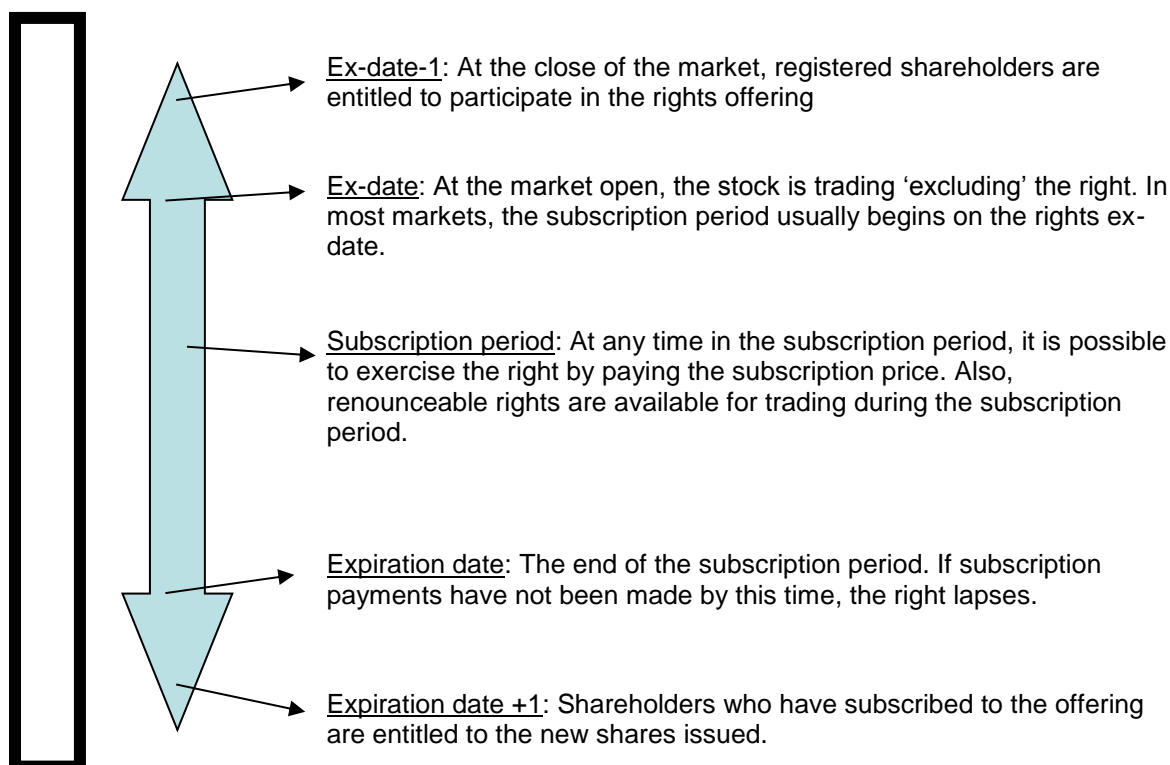 Ex-date-1: At the close of the market, registered shareholders are
entitled to participate in the rights offering
Ex-date: At the market open, the stock is trading ‘excluding’ the right. In
most markets, the subscription period usually begins on the rights ex-
date.
Subscription period: At any time in the subscription period, it is possible
to exercise the right by paying the subscription price. Also,
renounceable rights are available for trading during the subscription
period.
Expiration date: The end of the subscription period. If subscription
payments have not been made by this time, the right lapses.
Expiration date +1: Shareholders who have subscribed to the offering
are entitled to the new shares issued.